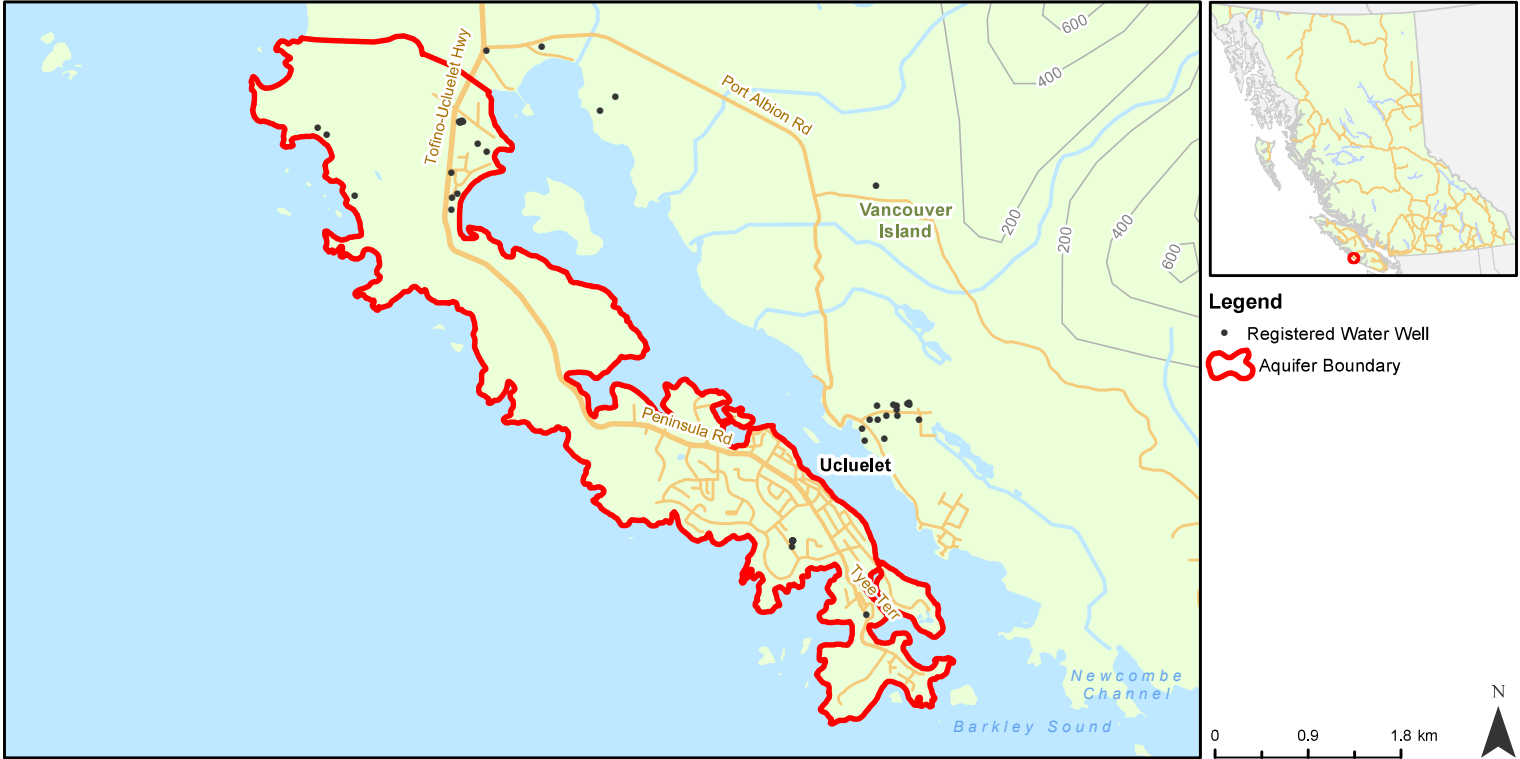 600
400
Tofino-Ucluelet Hwy
Port Albion Rd
Vancouver
Island
200
200
400
600
Peninsula Rd
Ucluelet
Tyee Terr
Newcombe
Channel
Barkley Sound
Legend
Registered Water Well
Aquifer Boundary
N
0 0.9 1.8 km